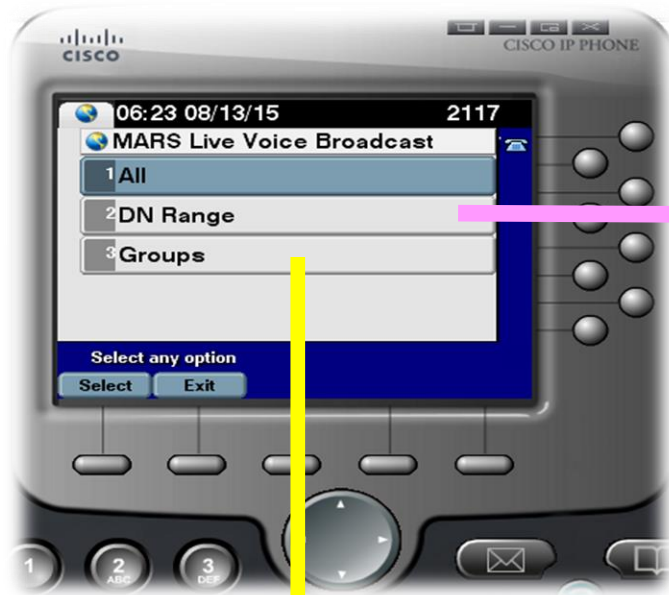 CISCO
CISCO IP PHONE
06:23 08/13/15 2117
MARS Live Voice Broadcast
1 All
2 DN Range
3 Groups
Select any option
Select Exit
1 2 ABC 3 DEF